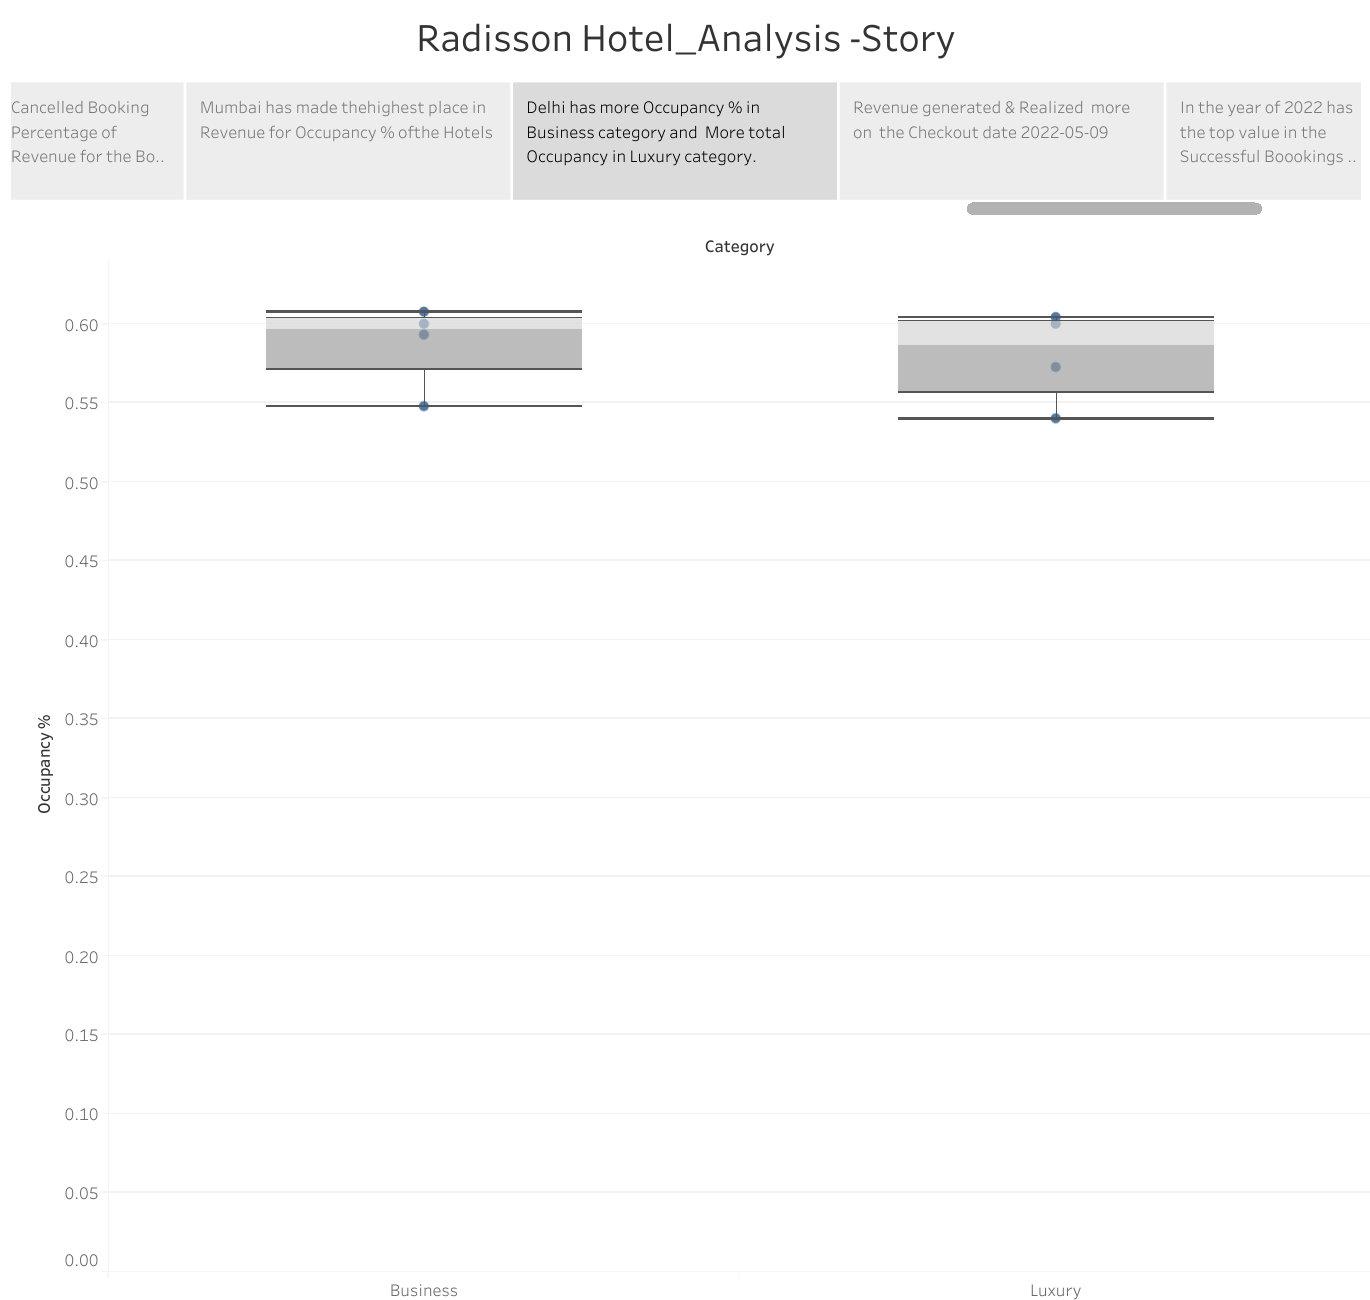 Radisson Hotel_Analysis -Story
Cancelled Booking
Percentage of
Revenue for the Bo..
Mumbai has made thehighest place in
Revenue for Occupancy % ofthe Hotels
Delhi has more Occupancy % in
Business category and  More total
Occupancy in Luxury category.
Revenue generated & Realized  more
on  the Checkout date 2022-05-09
In the year of 2022 has
the top value in the
Successful Boookings ..
Category
0.60
0.55
0.50
0.45
0.40
0.35
0.30
0.25
0.20
0.15
0.10
0.05
0.00
Occupancy %
Business
Luxury